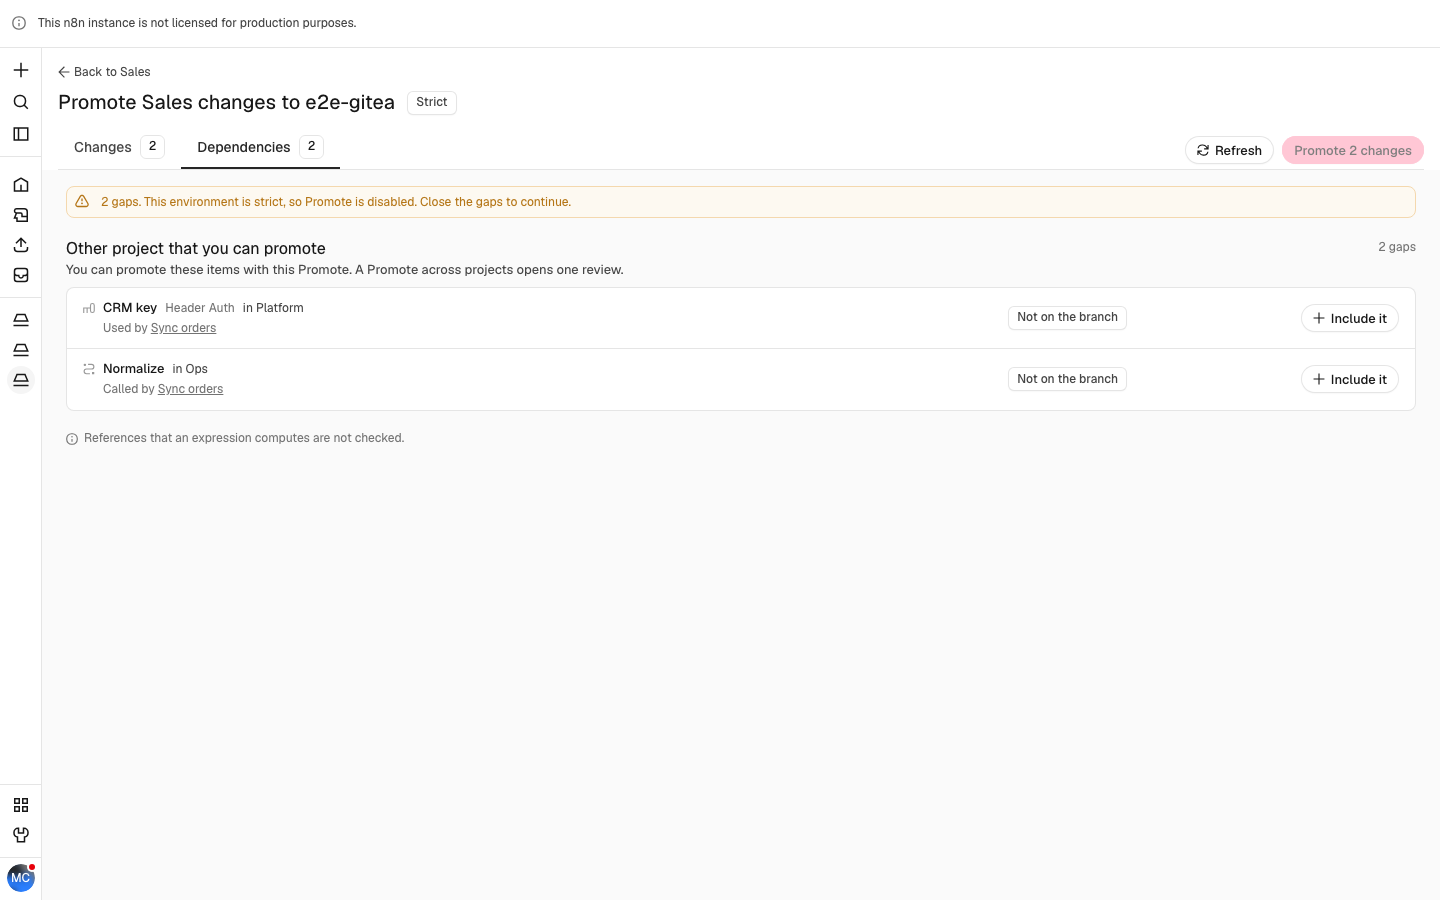 This n8n instance is not licensed for production purposes.
Back to Sales
Promote Sales changes to e2e-gitea
Strict
Changes 2
Dependencies 2
Refresh
Promote 2 changes
2 gaps. This environment is strict, so Promote is disabled. Close the gaps to continue.
Other project that you can promote
2 gaps
You can promote these items with this Promote. A Promote across projects opens one review.
CRM key Header Auth in Platform
Used by Sync orders
Not on the branch
Include it
Normalize in Ops
Called by Sync orders
Not on the branch
Include it
References that an expression computes are not checked.
MC